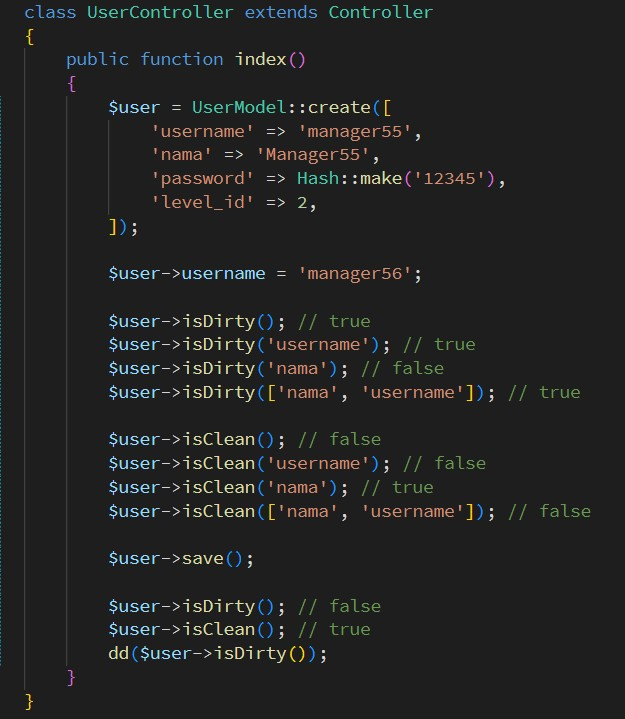 class UserController extends Controller
{
    public function index()
    {
        $user = UserModel::create([
            'username' => 'manager55',
            'nama' => 'Manager55',
            'password' => Hash::make('12345'),
            'level_id' => 2,
        ]);

        $user->username = 'manager56';

        $user->isDirty(); // true
        $user->isDirty('username'); // true
        $user->isDirty('nama'); // false
        $user->isDirty(['nama', 'username']); // true

        $user->isClean(); // false
        $user->isClean('username'); // false
        $user->isClean('nama'); // true
        $user->isClean(['nama', 'username']); // false

        $user->save();

        $user->isDirty(); // false
        $user->isClean(); // true
        dd($user->isDirty());
    }
}